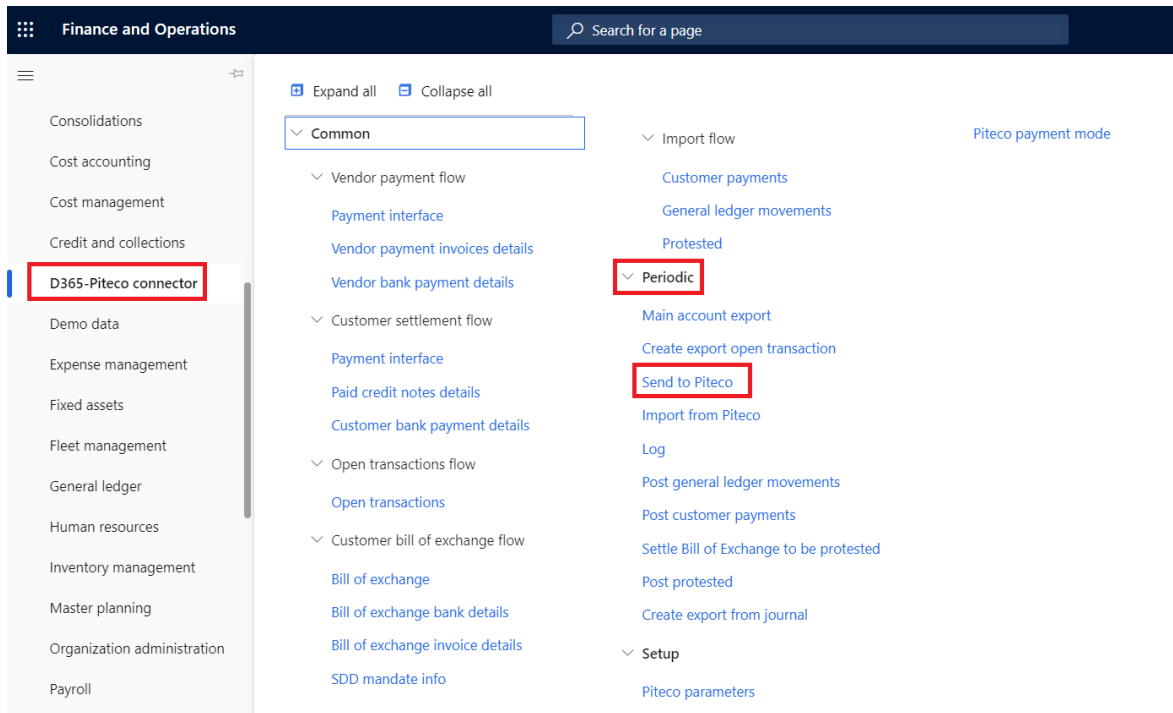 Finance and Operations
Search for a page
Consolidations
Cost accounting
Cost management
Credit and collections
D365-Piteco connector
Demo data
Expense management
Fixed assets
Fleet management
General ledger
Human resources
Inventory management
Master planning
Organization administration
Payroll
Expand all
Collapse all
Common
Vendor payment flow
Payment interface
Vendor payment invoices details
Vendor bank payment details
Customer settlement flow
Payment interface
Paid credit notes details
Customer bank payment details
Open transactions flow
Open transactions
Customer bill of exchange flow
Bill of exchange
Bill of exchange bank details
Bill of exchange invoice details
SDD mandate info
Import flow
Customer payments
General ledger movements
Protested
Periodic
Main account export
Create export open transaction
Send to Piteco
Import from Piteco
Log
Post general ledger movements
Post customer payments
Settle Bill of Exchange to be protested
Post protested
Create export from journal
Setup
Piteco parameters
Piteco payment mode